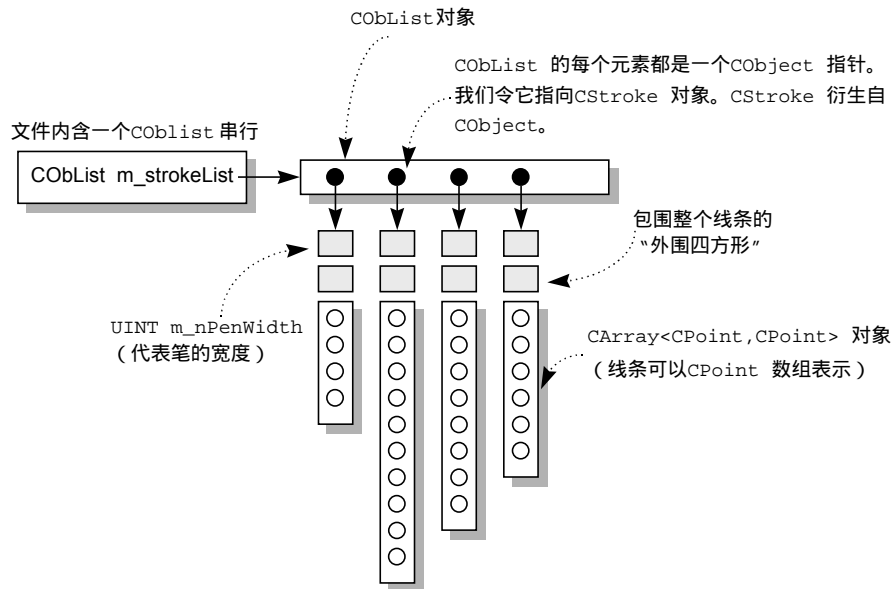 CObList对象
CObList 的每个元素都是一个CObject 指针。
我们令它指向CStroke 对象。CStroke 衍生自
CObject。
文件内含一个COblist 串行
CObList m_strokeList
包围整个线条的
“外围四方形”
UINT m_nPenWidth
（代表笔的宽度）
CArray<CPoint,CPoint> 对象
（线条可以CPoint 数组表示）